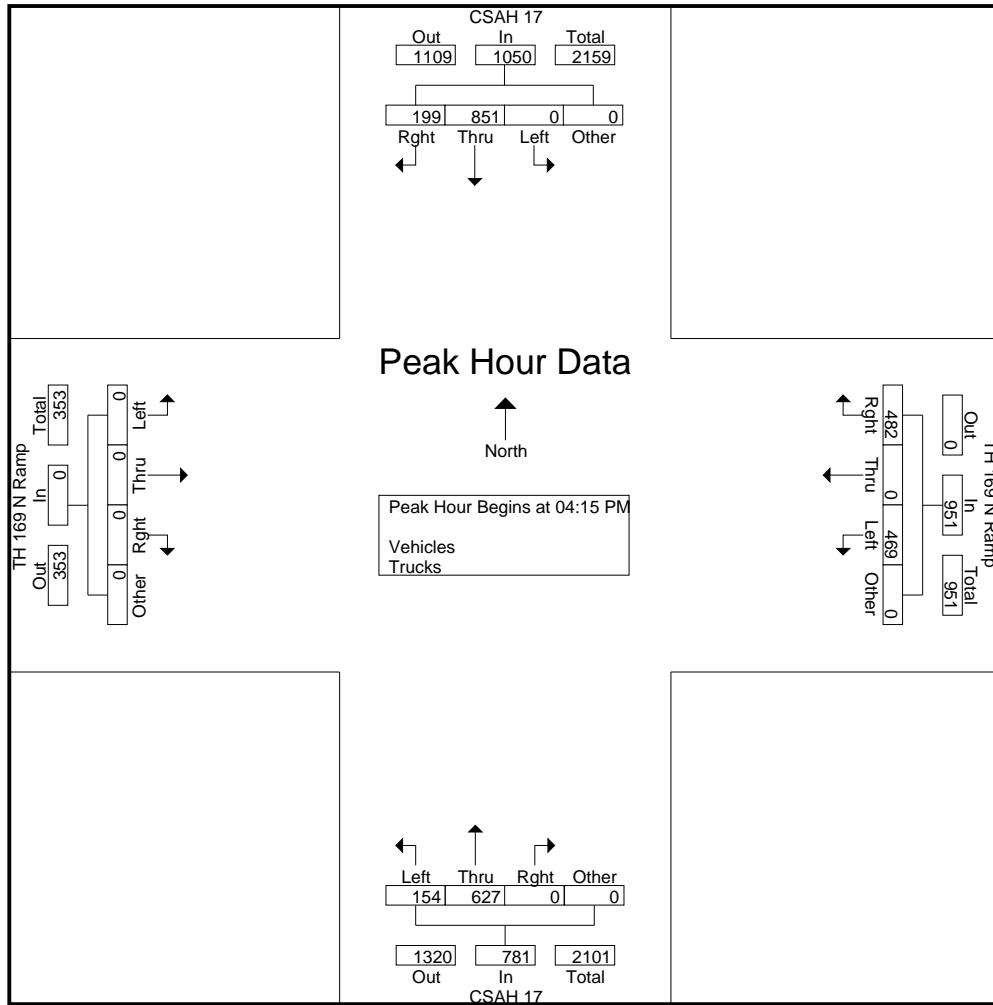 CSAH 17
Out In Total
1109 1050 2159
199 851 0 0
Rght Thru Left Other
Peak Hour Data
North
Peak Hour Begins at 04:15 PM
Vehicles
Trucks
TH 169 N Ramp
Out In Total
353 0 353
Left Thru Rght Other
0 0 0 0
TH 169 N Ramp
Out In Total
0 951 951
Rght Thru Left Other
482 0 469 0
Left Thru Rght Other
154 627 0 0
1320 781 2101
Out In Total
CSAH 17